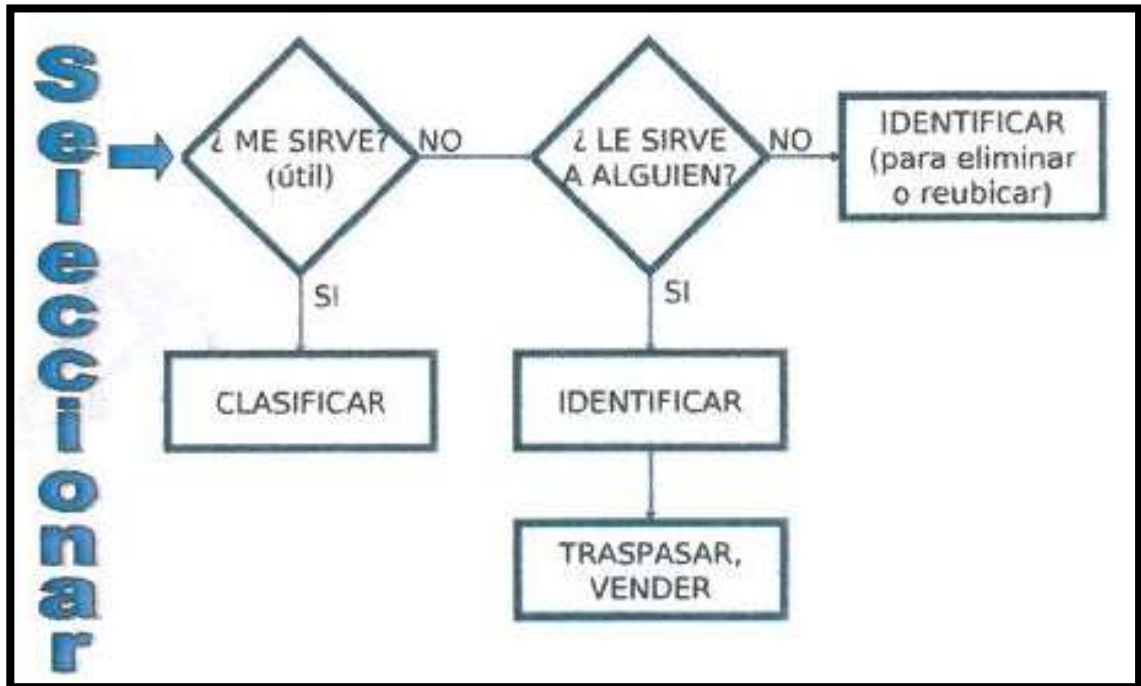 Seleccionar
¿ ME SIRVE?
(útil)
NO
¿ LE SIRVE
A ALGUIEN?
NO
IDENTIFICAR
(para eliminar
o reubicar)
SI
SI
CLASIFICAR
IDENTIFICAR
TRASPASAR,
VENDER